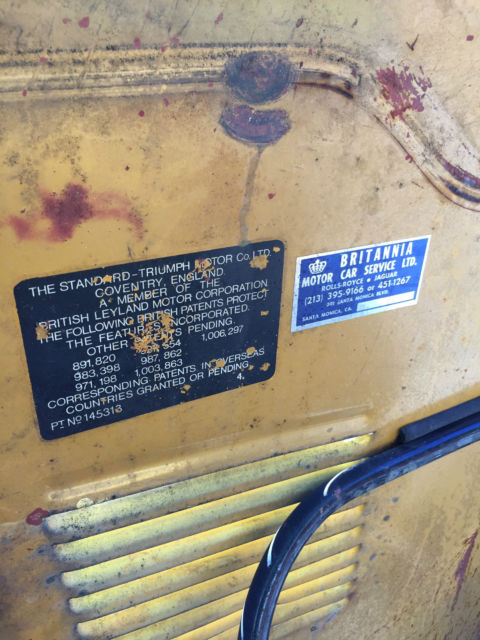 THE STANDARD-TRIUMPH MOTOR Co. LTD.
COVENTRY, ENGLAND
A MEMBER OF THE
BRITISH LEYLAND MOTOR CORPORATION
THE FOLLOWING BRITISH PATENTS PROTECT
THE FEATURES INCORPORATED.
OTHER PATENTS PENDING.
891,820 354 1,006,297
983,398 987,862
971,198 1,003,863
CORRESPONDING PATENTS IN OVERSEAS
COUNTRIES GRANTED OR PENDING.
PT No 145313 4.
BRITANNIA
MOTOR CAR SERVICE LTD.
ROLLS-ROYCE & JAGUAR
(213) 395-9166 OR 451-1267
SANTA MONICA BLVD.
SANTA MONICA, CA.